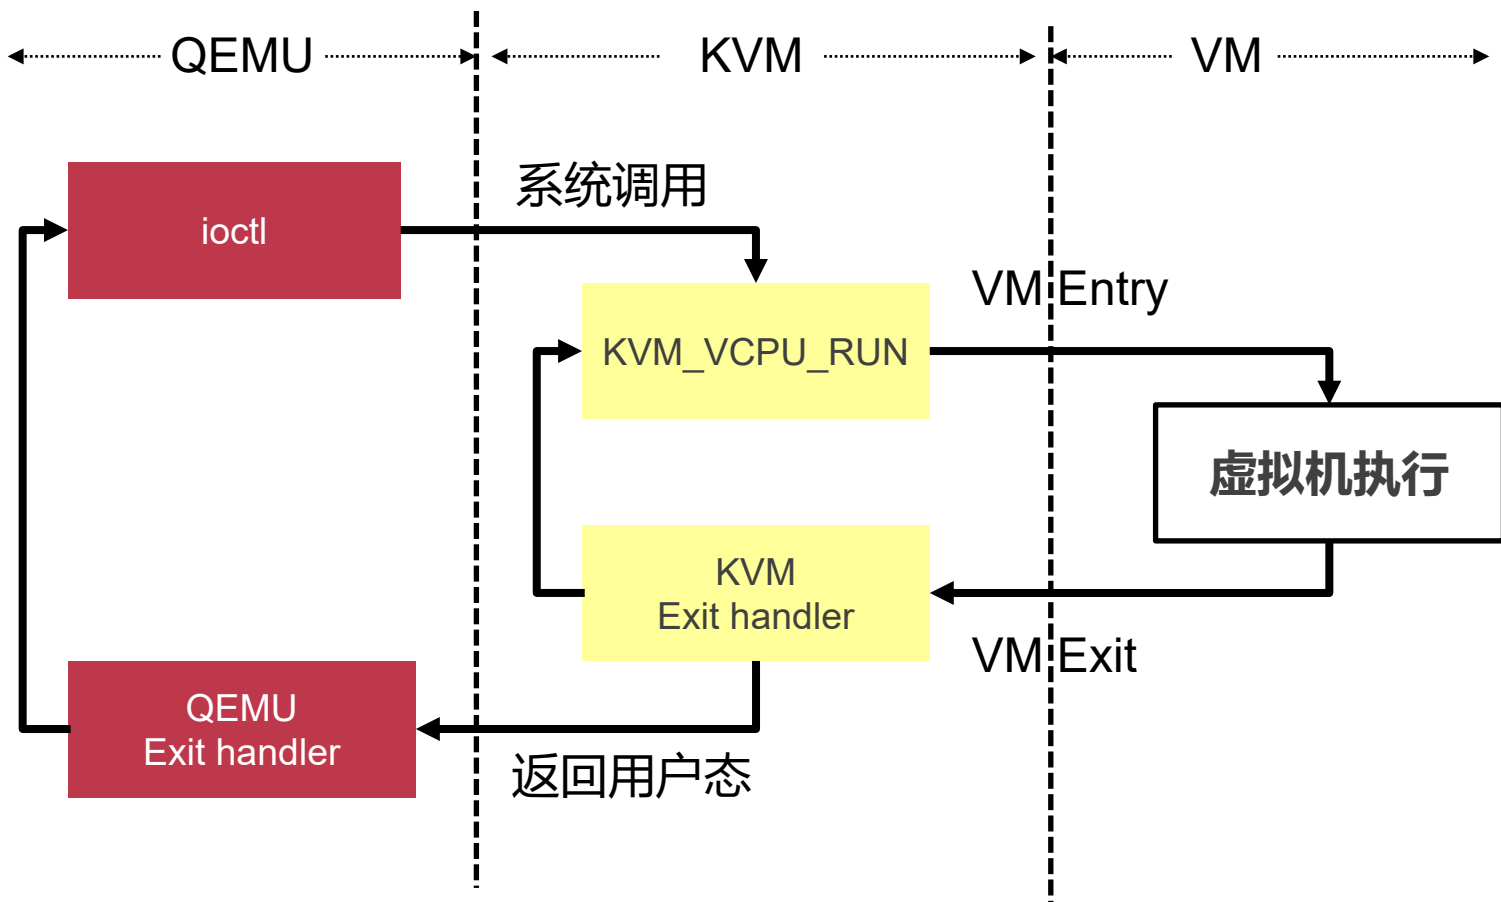 QEMU
KVM
VM
系统调用
ioctl
VM Entry
KVM_VCPU_RUN
虚拟机执行
KVM
Exit handler
VM Exit
QEMU
Exit handler
返回用户态